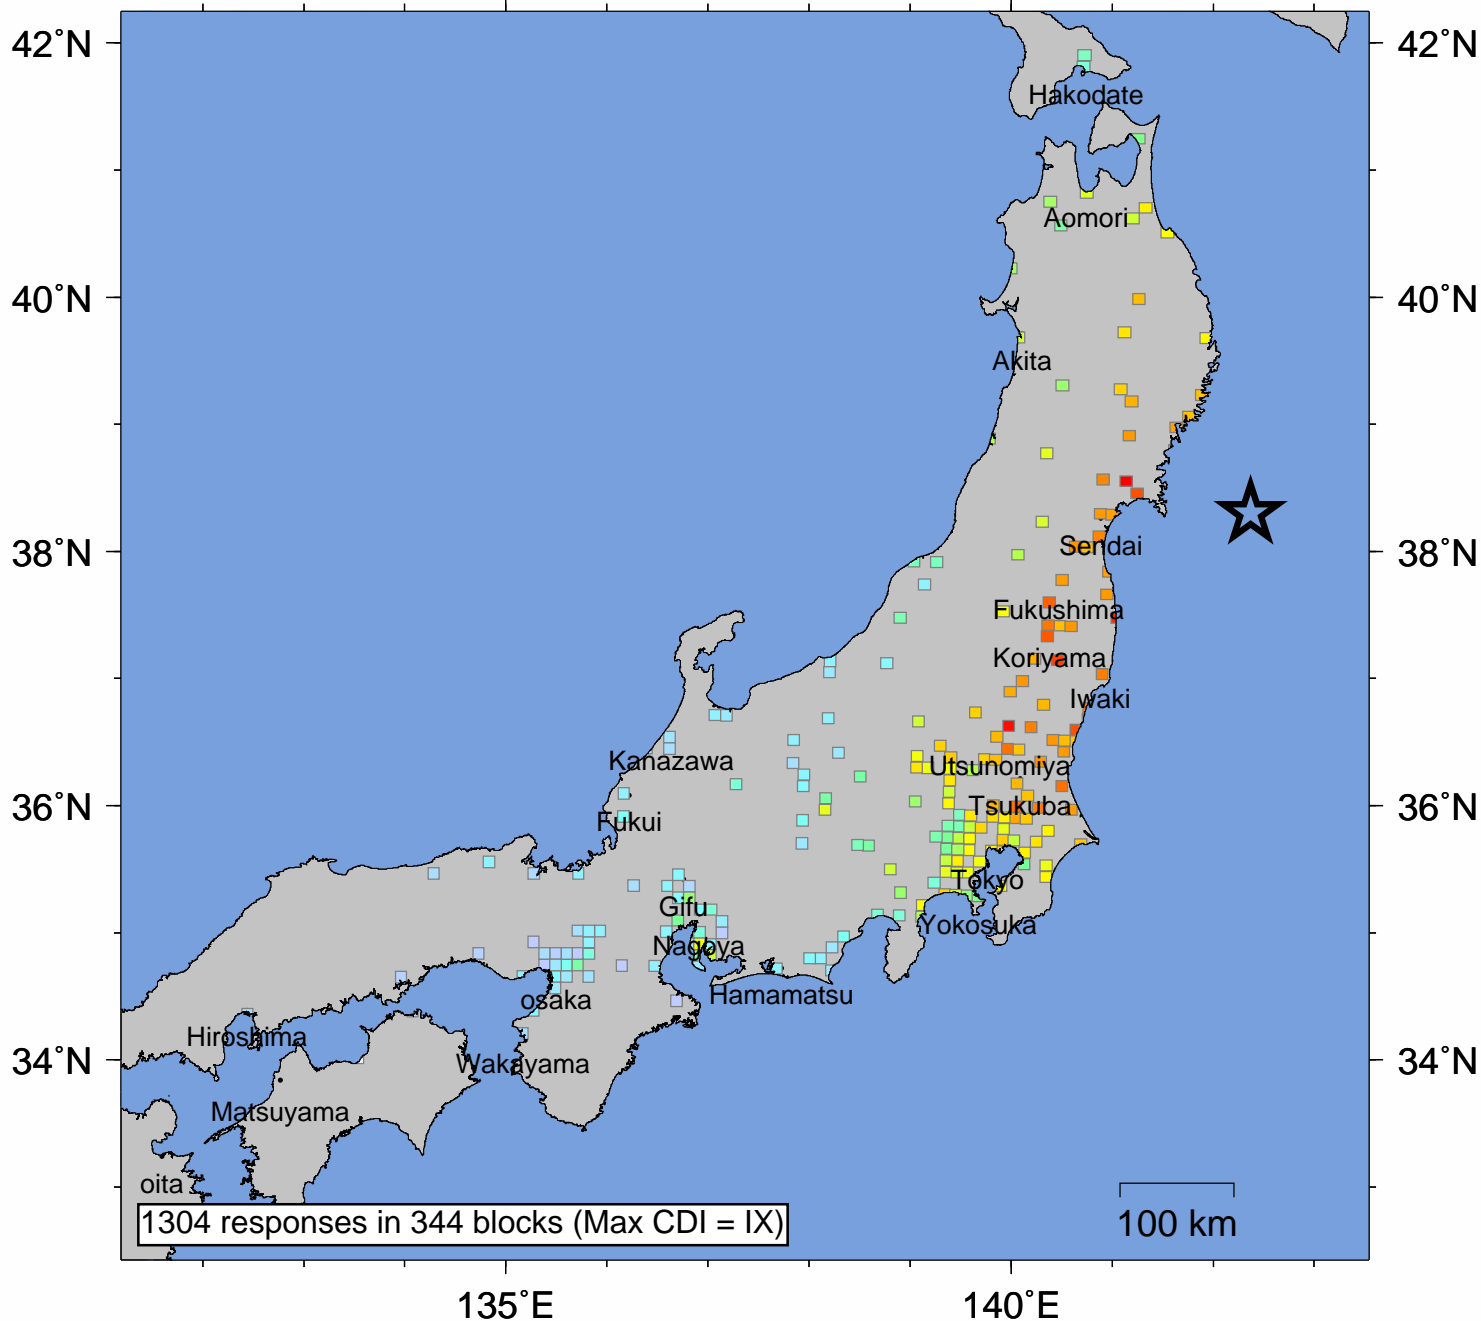 42°N
42°N
Hakodate
Aomori
40°N
40°N
Akita
38°N
Sendai
38°N
Fukushima
Koriyama
Iwaki
Kanazawa
Utsunomiya
36°N
Tsukuba
36°N
Fukui
Tokyo
Gifu
Yokosuka
Nagoya
osaka
Hamamatsu
Hiroshima
34°N
Wakayama
34°N
Matsuyama
oita
1304 responses in 344 blocks (Max CDI = IX)
100 km
135°E
140°E